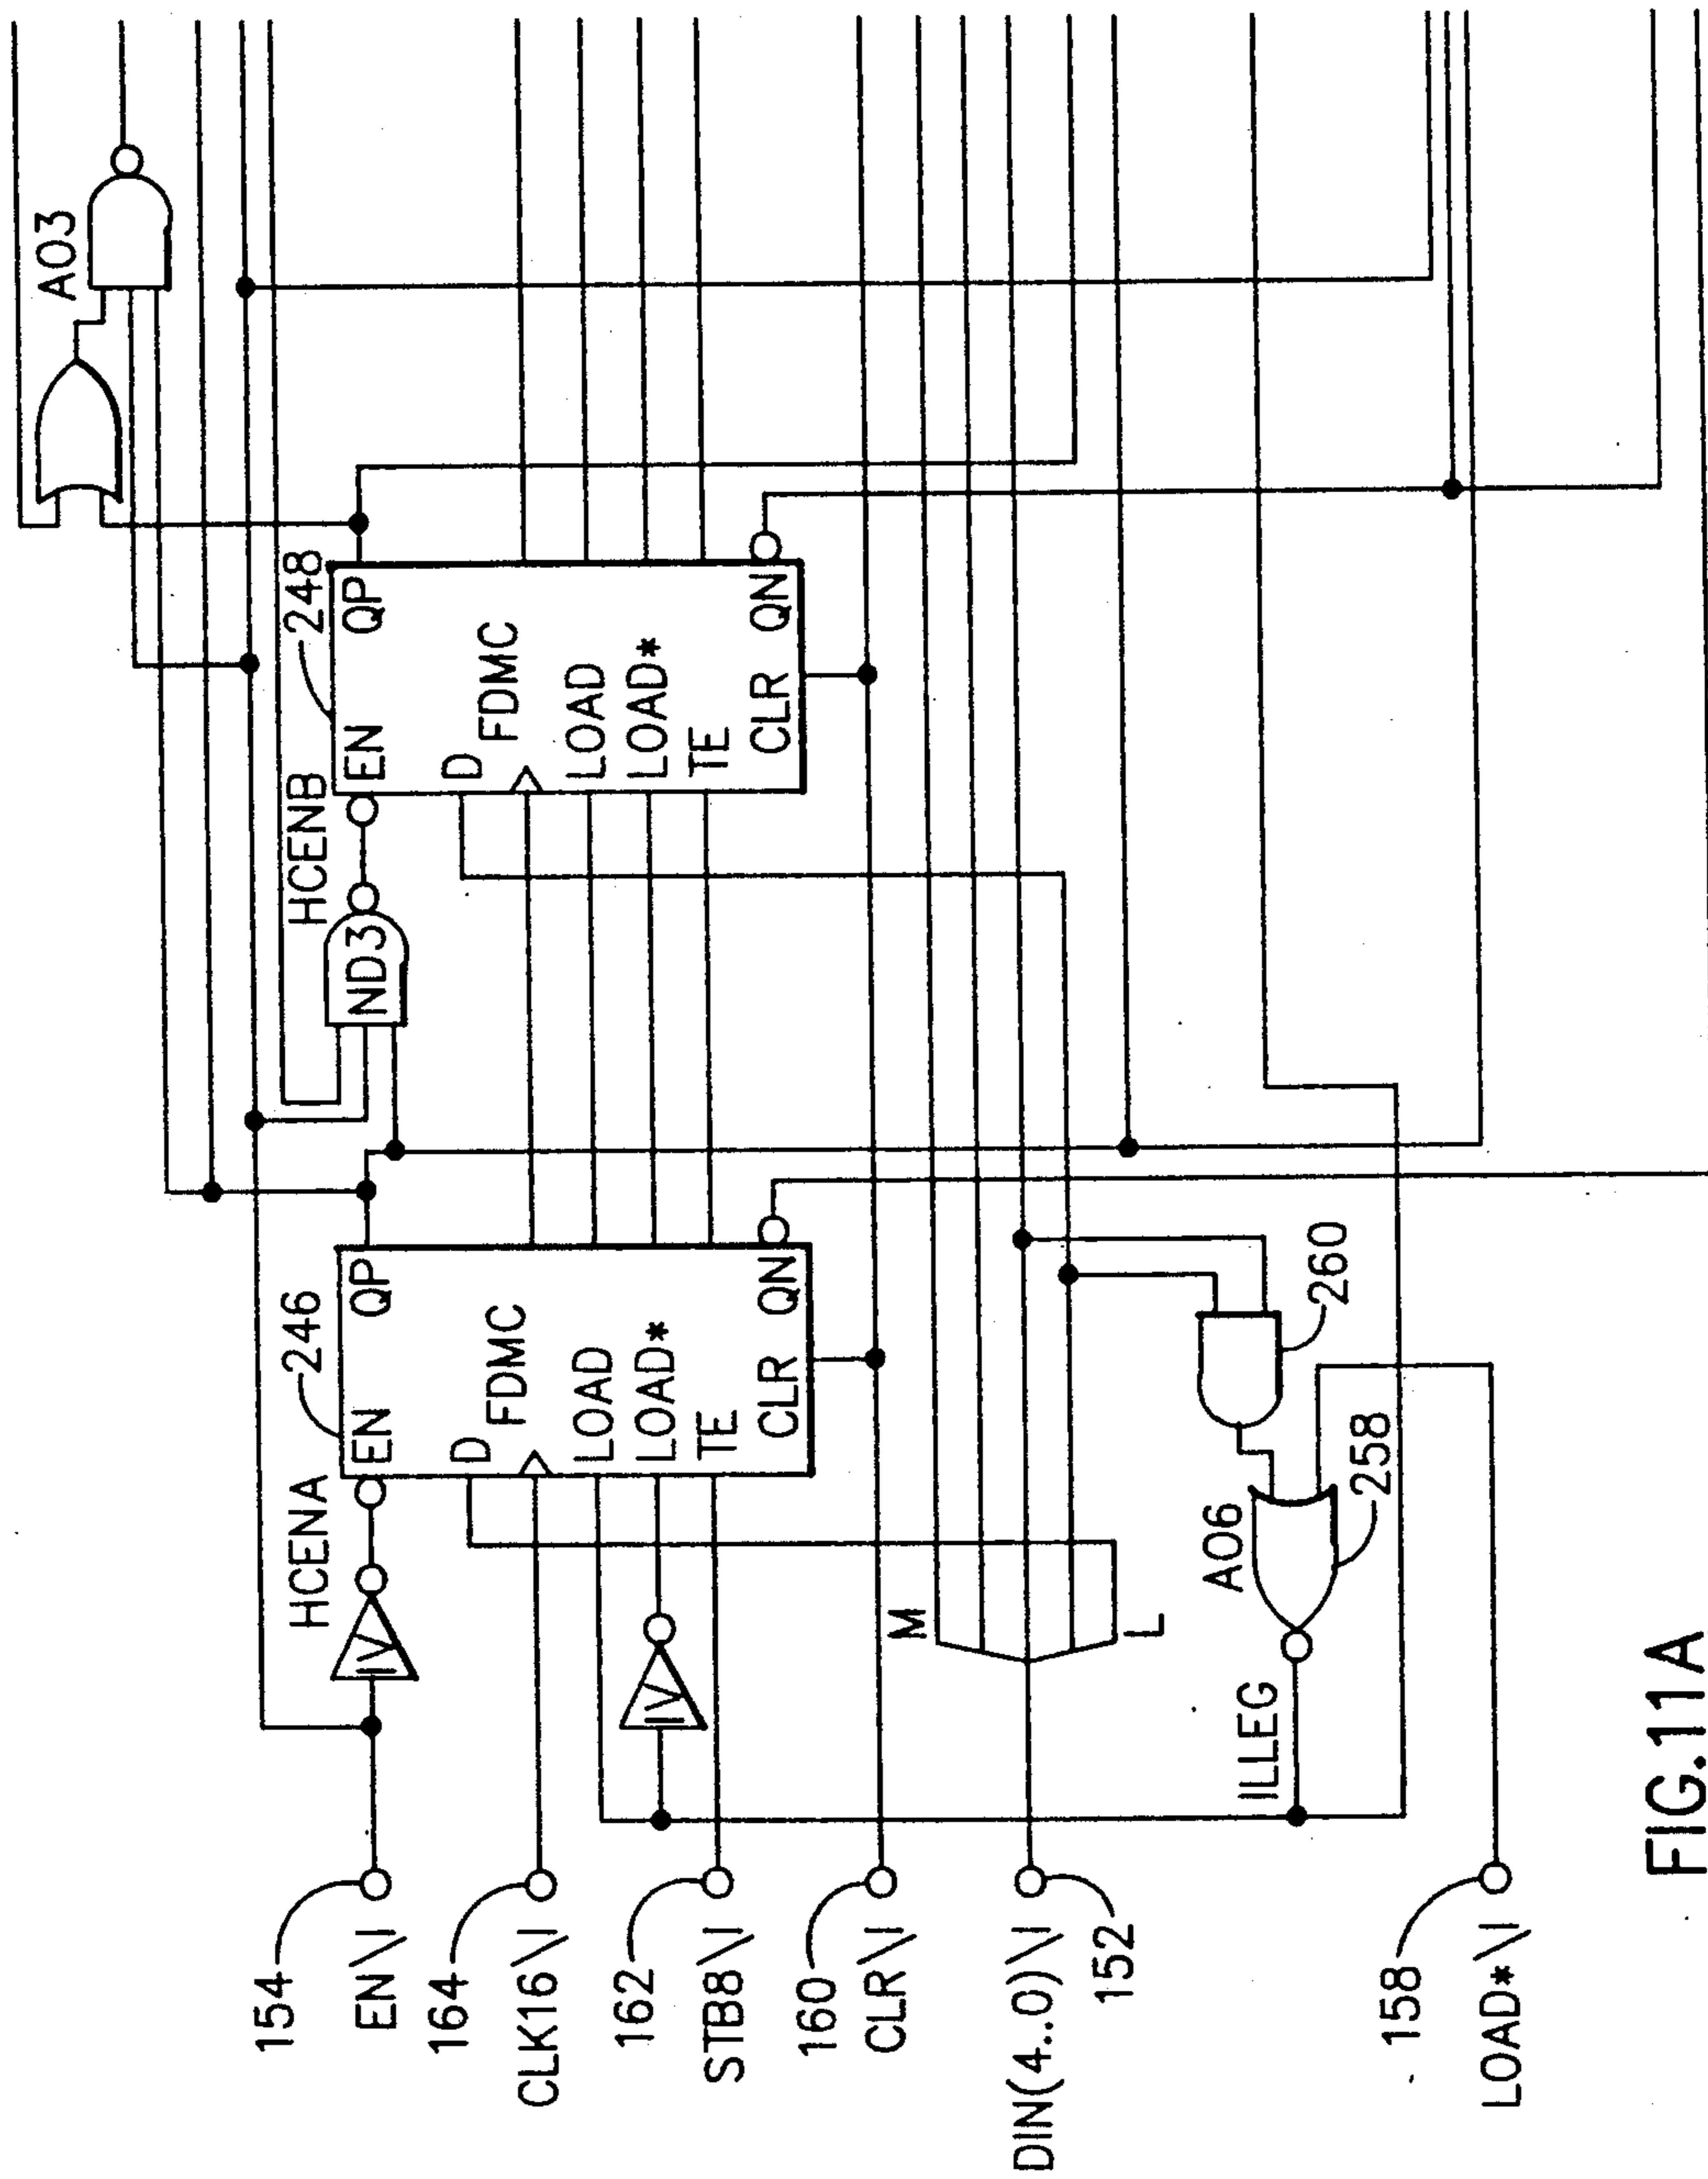 154
EN\I
164
CLK16\I
162
STB8\I
160
CLR\I
DIN(4..0)\I
152
158
LOAD*\I
HCENA
IV
IV
246
EN
QP
D
FDMC
LOAD
LOAD*
TE
CLR
QN
M
L
ILLEG
A06
258
260
HCENB
ND3
248
EN
QP
D
FDMC
LOAD
LOAD*
TE
CLR
QN
A03
FIG.11A